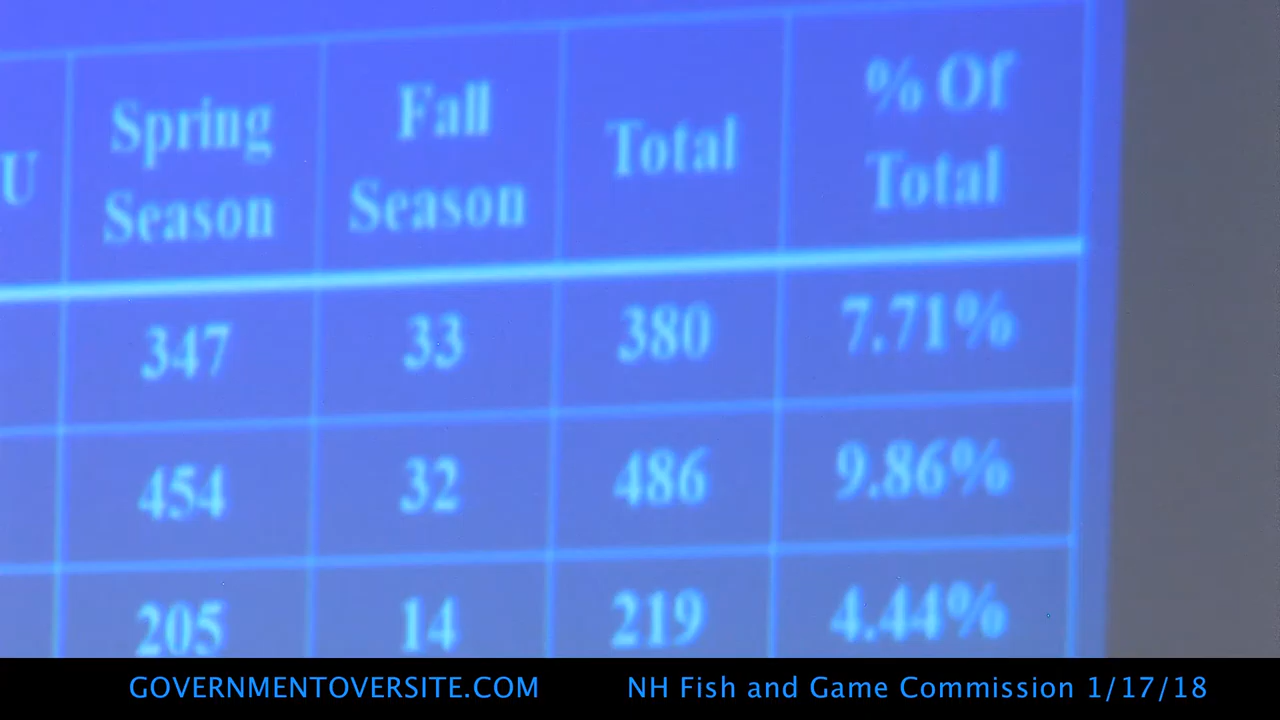 U
Spring
Season
Fall
Season
Total
% Of
Total
347 33 380 7.71%
454 32 486 9.86%
205 14 219 4.44%
GOVERNMENTOVERSITE.COM NH Fish and Game Commission 1/17/18